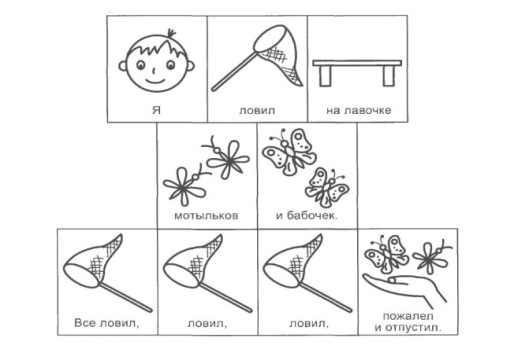 Я ловил на лавочке
мотыльков и бабочек.
Все ловил, ловил, ловил, пожалел
и отпустил.